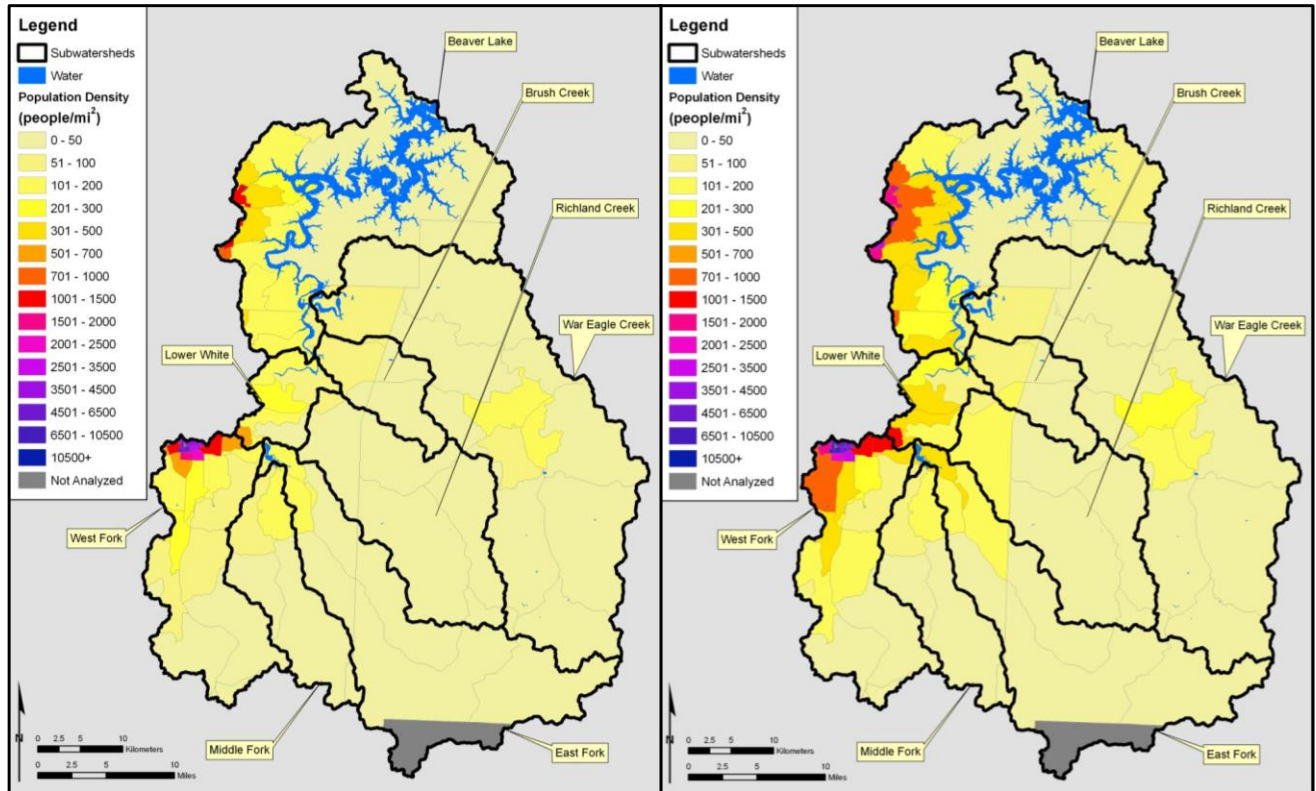 Legend
Subwatersheds
Water
Population Density
(people/mi²)
0 - 50
51 - 100
101 - 200
201 - 300
301 - 500
501 - 700
701 - 1000
1001 - 1500
1501 - 2000
2001 - 2500
2501 - 3500
3501 - 4500
4501 - 6500
6501 - 10500
10500+
Not Analyzed
Beaver Lake
Brush Creek
Richland Creek
War Eagle Creek
Lower White
West Fork
Middle Fork
East Fork
N
0 2.5 5 10
Kilometers
0 2.5 5 10
Miles
Legend
Subwatersheds
Water
Population Density
(people/mi²)
0 - 50
51 - 100
101 - 200
201 - 300
301 - 500
501 - 700
701 - 1000
1001 - 1500
1501 - 2000
2001 - 2500
2501 - 3500
3501 - 4500
4501 - 6500
6501 - 10500
10500+
Not Analyzed
Beaver Lake
Brush Creek
Richland Creek
War Eagle Creek
Lower White
West Fork
Middle Fork
East Fork
N
0 2.5 5 10
Kilometers
0 2.5 5 10
Miles